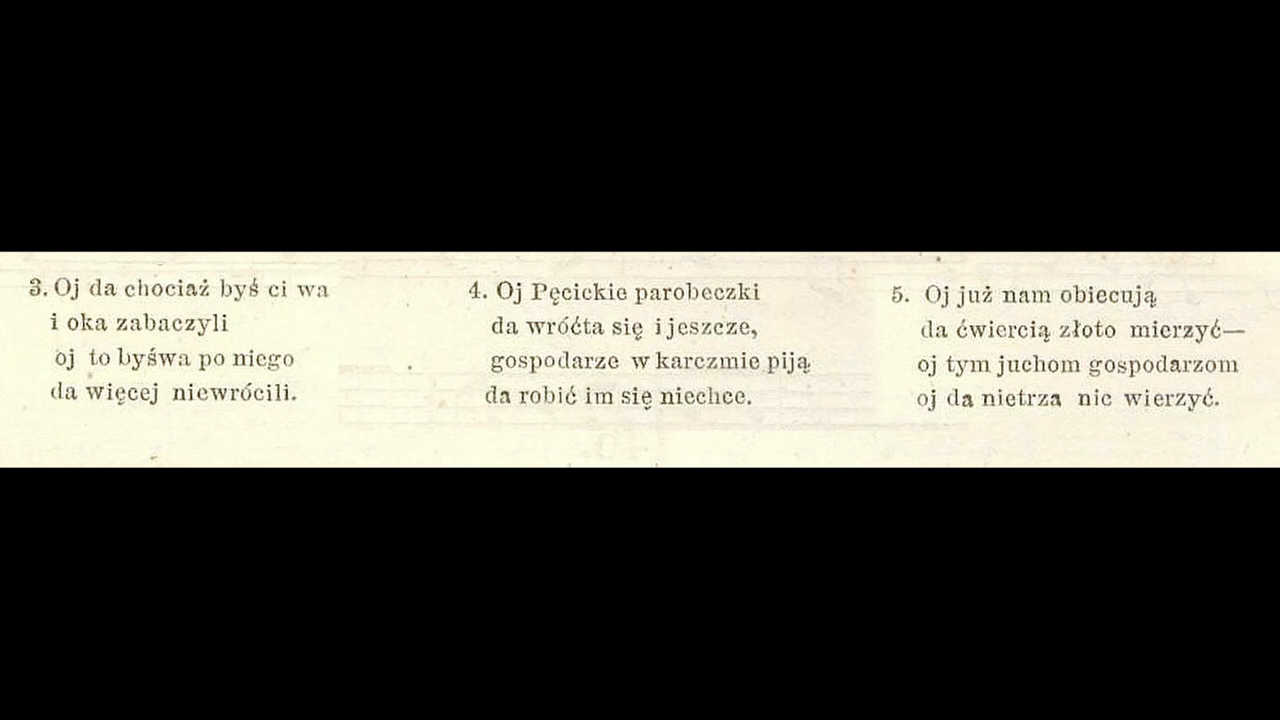 3. Oj da chociaż byś ci wa
i oka zabaczyli
oj to byśwa po niego
da więcej niewrócili.
4. Oj Pęcickie parobeczki
da wróćta się i jeszcze,
gospodarze w karczmie piją
da robić im się niechce.
5. Oj już nam obiecują
da ćwiercią złoto mierzyć—
oj tym juchom gospodarzom
oj da nietrza nic wierzyć.